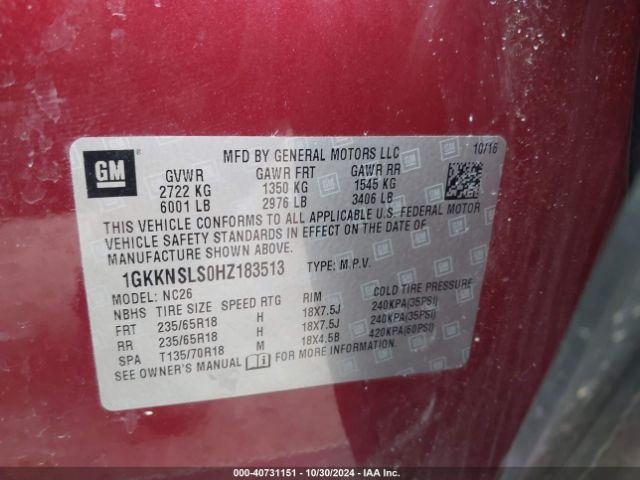 GM
MFD BY GENERAL MOTORS LLC 10/16
GVWR GAWR FRT GAWR RR
2722 KG 1350 KG 1545 KG
6001 LB 2976 LB 3406 LB
THIS VEHICLE CONFORMS TO ALL APPLICABLE U.S. FEDERAL MOTOR
VEHICLE SAFETY STANDARDS IN EFFECT ON THE DATE OF
MANUFACTURE SHOWN ABOVE.
1GKKNSLS0HZ183513 TYPE: M.P.V.
MODEL: NC26
NBHS TIRE SIZE SPEED RTG RIM COLD TIRE PRESSURE
FRT 235/65R18 H 18X7.5J 240KPA(35PSI)
RR 235/65R18 H 18X7.5J 240KPA(35PSI)
SPA T135/70R18 M 18X4.5B 420KPA(60PSI)
SEE OWNER'S MANUAL FOR MORE INFORMATION.
000-40731151 • 10/30/2024 • IAA Inc.